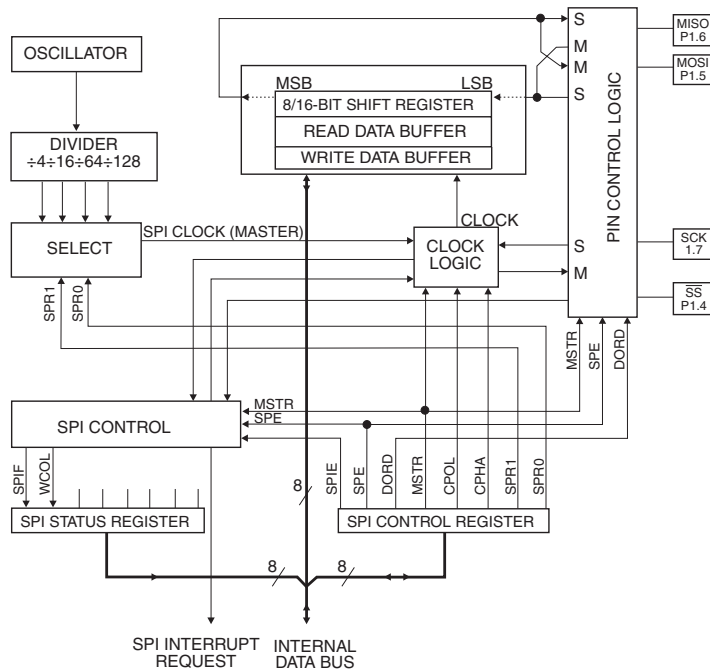 OSCILLATOR
DIVIDER
÷4÷16÷64÷128
SELECT
SPI CLOCK (MASTER)
SPR1
SPR0
MSB
LSB
8/16-BIT SHIFT REGISTER
READ DATA BUFFER
WRITE DATA BUFFER
CLOCK
CLOCK
LOGIC
S
M
M
S
S
M
PIN CONTROL LOGIC
MISO
P1.6
MOSI
P1.5
SCK
1.7
SS
P1.4
MSTR
SPE
DORD
SPI CONTROL
MSTR
SPE
SPIF
WCOL
SPI STATUS REGISTER
SPIE
SPE
DORD
MSTR
CPOL
CPHA
SPR1
SPR0
SPI CONTROL REGISTER
8
8
8
SPI INTERRUPT
REQUEST
INTERNAL
DATA BUS